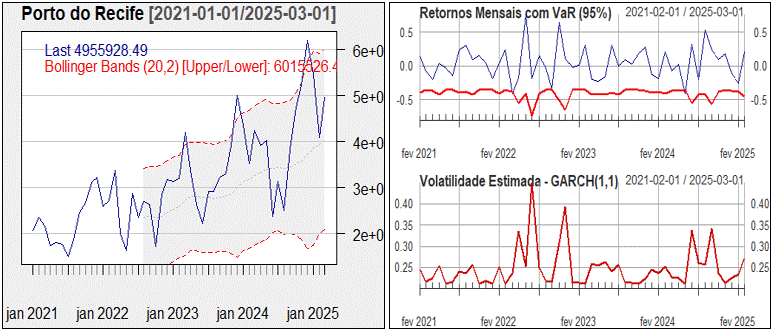 Porto do Recife [2021-01-01/2025-03-01]
Last 4955928.49
Bollinger Bands (20,2) [Upper/Lower]: 6015526.4
6e+0
5e+0
4e+0
3e+0
2e+0
jan 2021 jan 2022 jan 2023 jan 2024 jan 2025
Retornos Mensais com VaR (95%) 2021-02-01 / 2025-03-01
0.5 0.5
0.0 0.0
-0.5 -0.5
fev 2021 fev 2022 fev 2023 fev 2024 fev 2025
Volatilidade Estimada - GARCH(1,1) 2021-02-01 / 2025-03-01
0.40 0.40
0.35 0.35
0.30 0.30
0.25 0.25
fev 2021 fev 2022 fev 2023 fev 2024 fev 2025